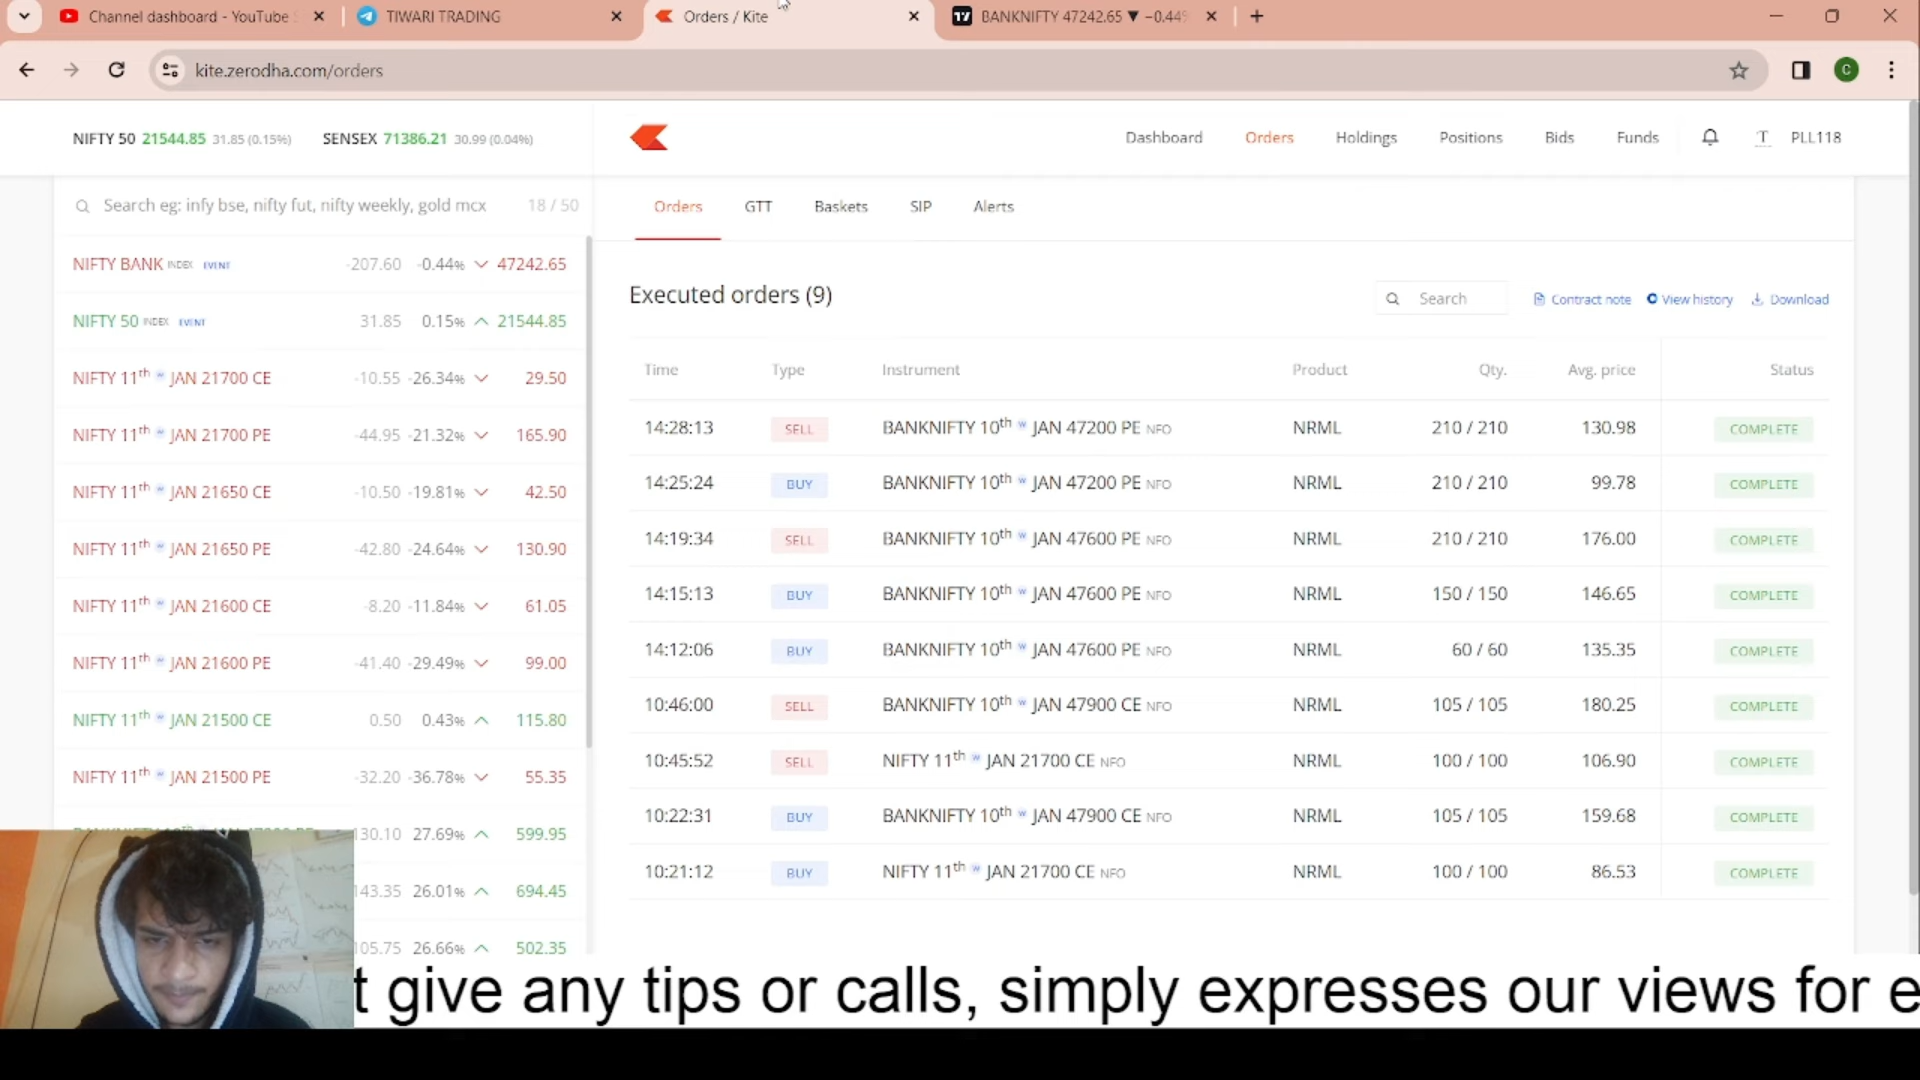 Channel dashboard - YouTube
TIWARI TRADING
Orders / Kite
BANKNIFTY 47242.65 ▼ −0.44%
kite.zerodha.com/orders
C
NIFTY 50 21544.85 31.85 (0.15%) SENSEX 71386.21 30.99 (0.04%)
Dashboard Orders Holdings Positions Bids Funds T PLL118
Search eg: infy bse, nifty fut, nifty weekly, gold mcx 18 / 50
NIFTY BANK INDEX EVENT -207.60 -0.44% 47242.65
NIFTY 50 INDEX EVENT 31.85 0.15% 21544.85
NIFTY 11th w JAN 21700 CE -10.55 -26.34% 29.50
NIFTY 11th w JAN 21700 PE -44.95 -21.32% 165.90
NIFTY 11th w JAN 21650 CE -10.50 -19.81% 42.50
NIFTY 11th w JAN 21650 PE -42.80 -24.64% 130.90
NIFTY 11th w JAN 21600 CE -8.20 -11.84% 61.05
NIFTY 11th w JAN 21600 PE -41.40 -29.49% 99.00
NIFTY 11th w JAN 21500 CE 0.50 0.43% 115.80
NIFTY 11th w JAN 21500 PE -32.20 -36.78% 55.35
130.10 27.69% 599.95
143.35 26.01% 694.45
105.75 26.66% 502.35
Orders GTT Baskets SIP Alerts
Executed orders (9) Search Contract note View history Download
Time Type Instrument Product Qty. Avg. price Status
14:28:13 SELL BANKNIFTY 10th w JAN 47200 PE NFO NRML 210 / 210 130.98 COMPLETE
14:25:24 BUY BANKNIFTY 10th w JAN 47200 PE NFO NRML 210 / 210 99.78 COMPLETE
14:19:34 SELL BANKNIFTY 10th w JAN 47600 PE NFO NRML 210 / 210 176.00 COMPLETE
14:15:13 BUY BANKNIFTY 10th w JAN 47600 PE NFO NRML 150 / 150 146.65 COMPLETE
14:12:06 BUY BANKNIFTY 10th w JAN 47600 PE NFO NRML 60 / 60 135.35 COMPLETE
10:46:00 SELL BANKNIFTY 10th w JAN 47900 CE NFO NRML 105 / 105 180.25 COMPLETE
10:45:52 SELL NIFTY 11th w JAN 21700 CE NFO NRML 100 / 100 106.90 COMPLETE
10:22:31 BUY BANKNIFTY 10th w JAN 47900 CE NFO NRML 105 / 105 159.68 COMPLETE
10:21:12 BUY NIFTY 11th w JAN 21700 CE NFO NRML 100 / 100 86.53 COMPLETE
t give any tips or calls, simply expresses our views for e